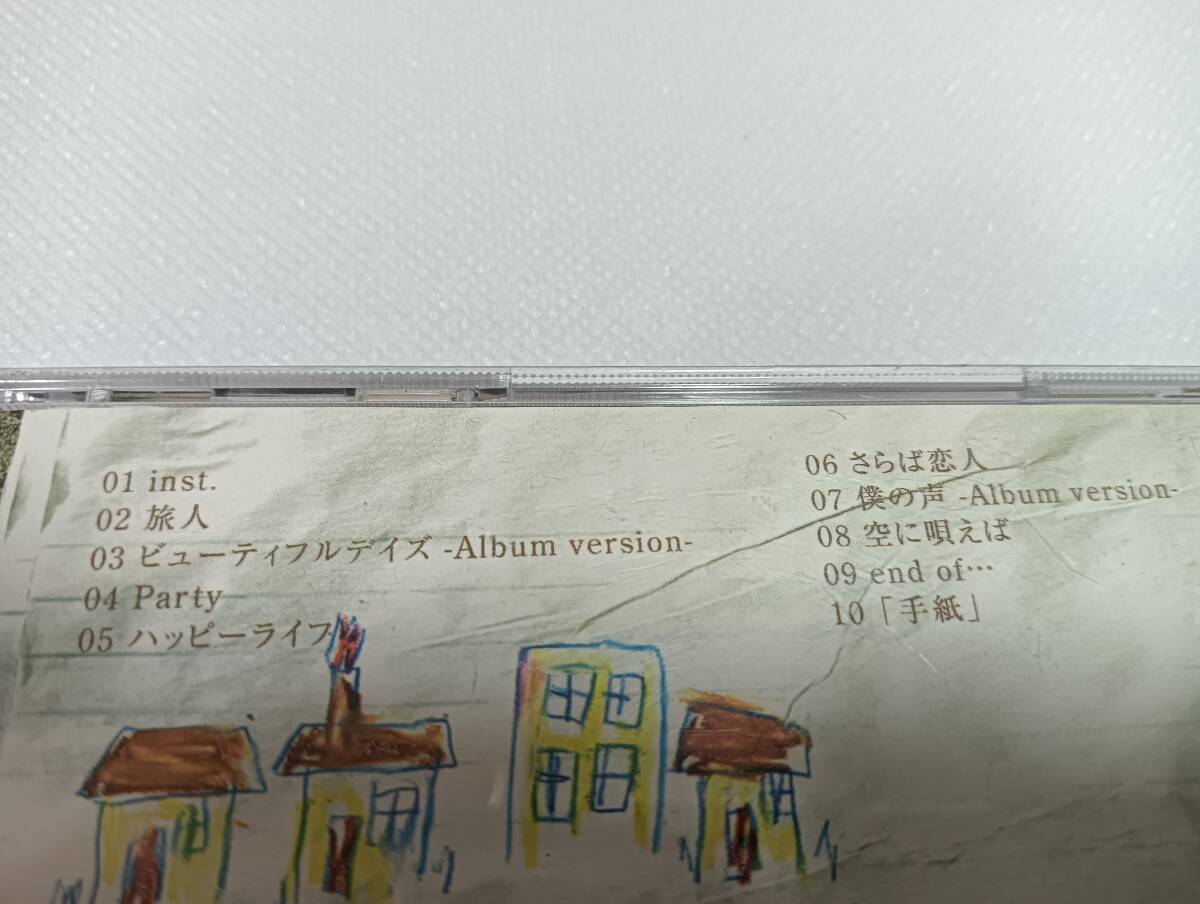 01 inst.
02 旅人
03 ビューティフルデイズ -Album version-
04 Party
05 ハッピーライフ
06 さらば恋人
07 僕の声 -Album version-
08 空に唄えば
09 end of…
10 「手紙」